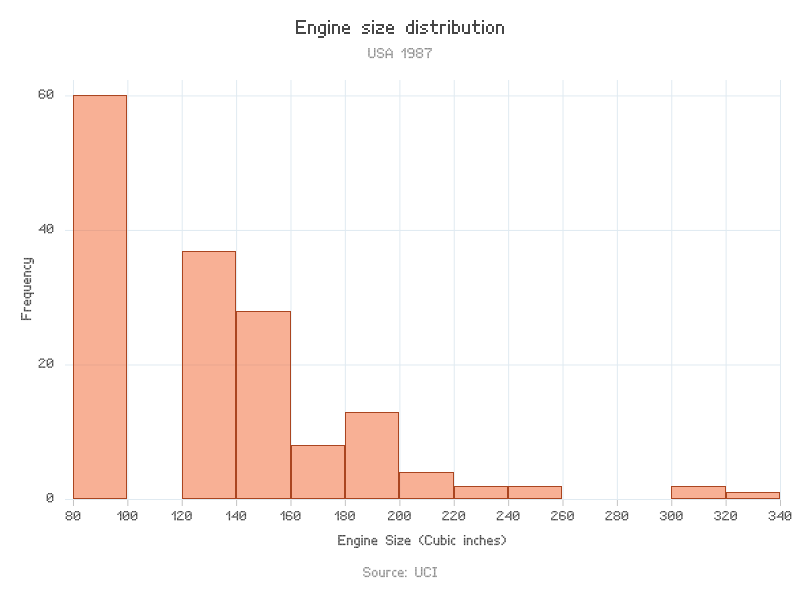 Engine size distribution
USA 1987
60
40
20
0
Frequency
80 100 120 140 160 180 200 220 240 260 280 300 320 340
Engine Size (Cubic inches)
Source: UCI